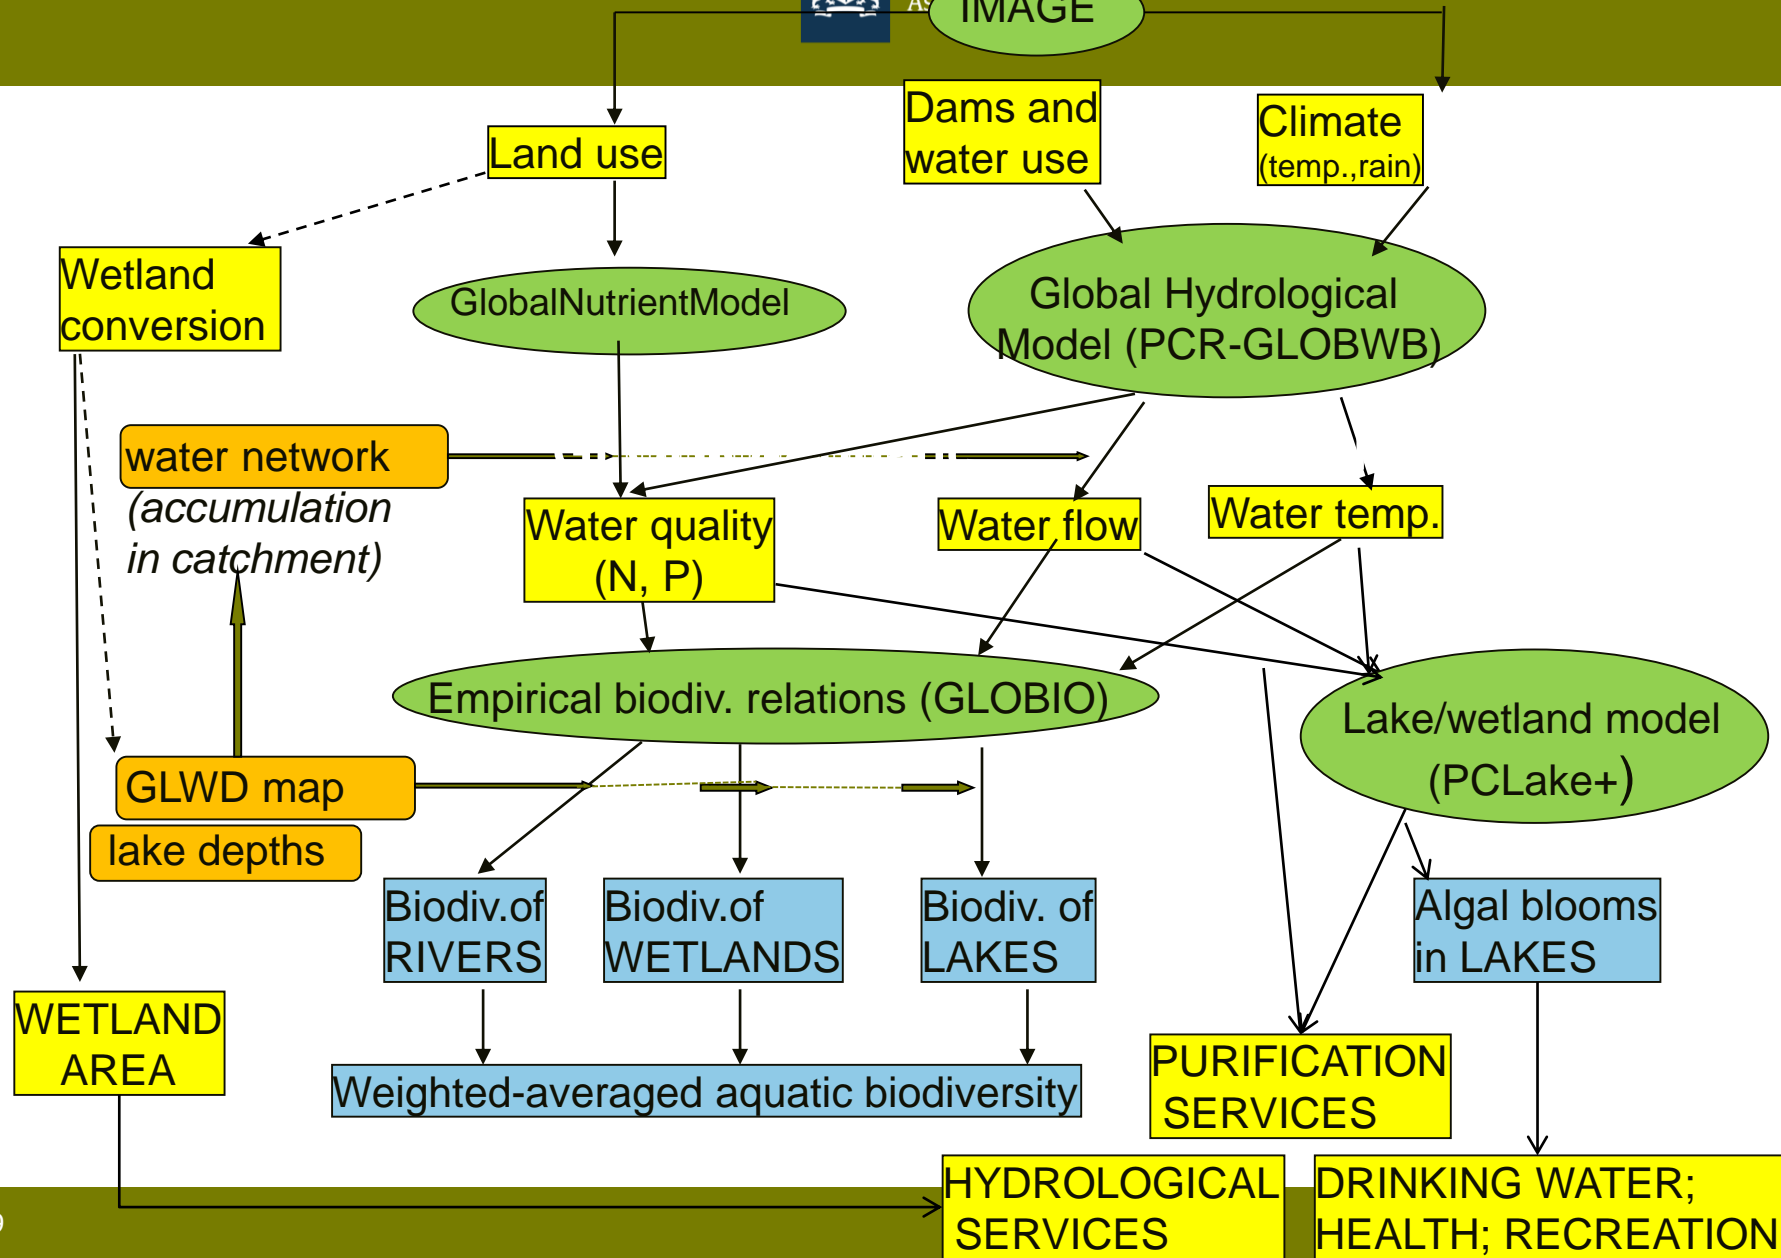 IMAGE
Dams and
water use
Climate
(temp.,rain)
Land use
Wetland
conversion
GlobalNutrientModel
Global Hydrological
Model (PCR-GLOBWB)
water network
(accumulation
in catchment)
Water quality
(N, P)
Water flow
Water temp.
Empirical biodiv. relations (GLOBIO)
Lake/wetland model
(PCLake+)
GLWD map
lake depths
Biodiv.of
RIVERS
Biodiv.of
WETLANDS
Biodiv. of
LAKES
Algal blooms
in LAKES
WETLAND
AREA
Weighted-averaged aquatic biodiversity
PURIFICATION
SERVICES
HYDROLOGICAL
SERVICES
DRINKING WATER;
HEALTH; RECREATION